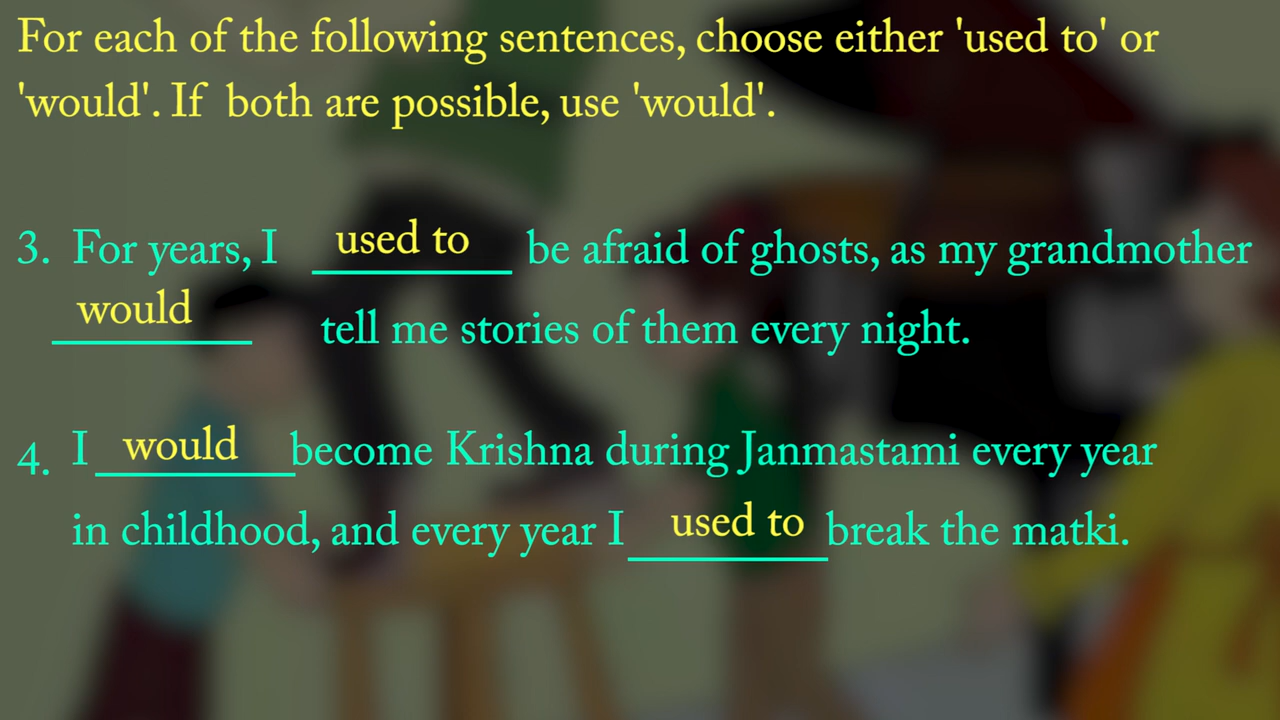 For each of the following sentences, choose either 'used to' or
'would'. If both are possible, use 'would'.
3. For years, I used to be afraid of ghosts, as my grandmother
would tell me stories of them every night.
4. I would become Krishna during Janmastami every year
in childhood, and every year I used to break the matki.